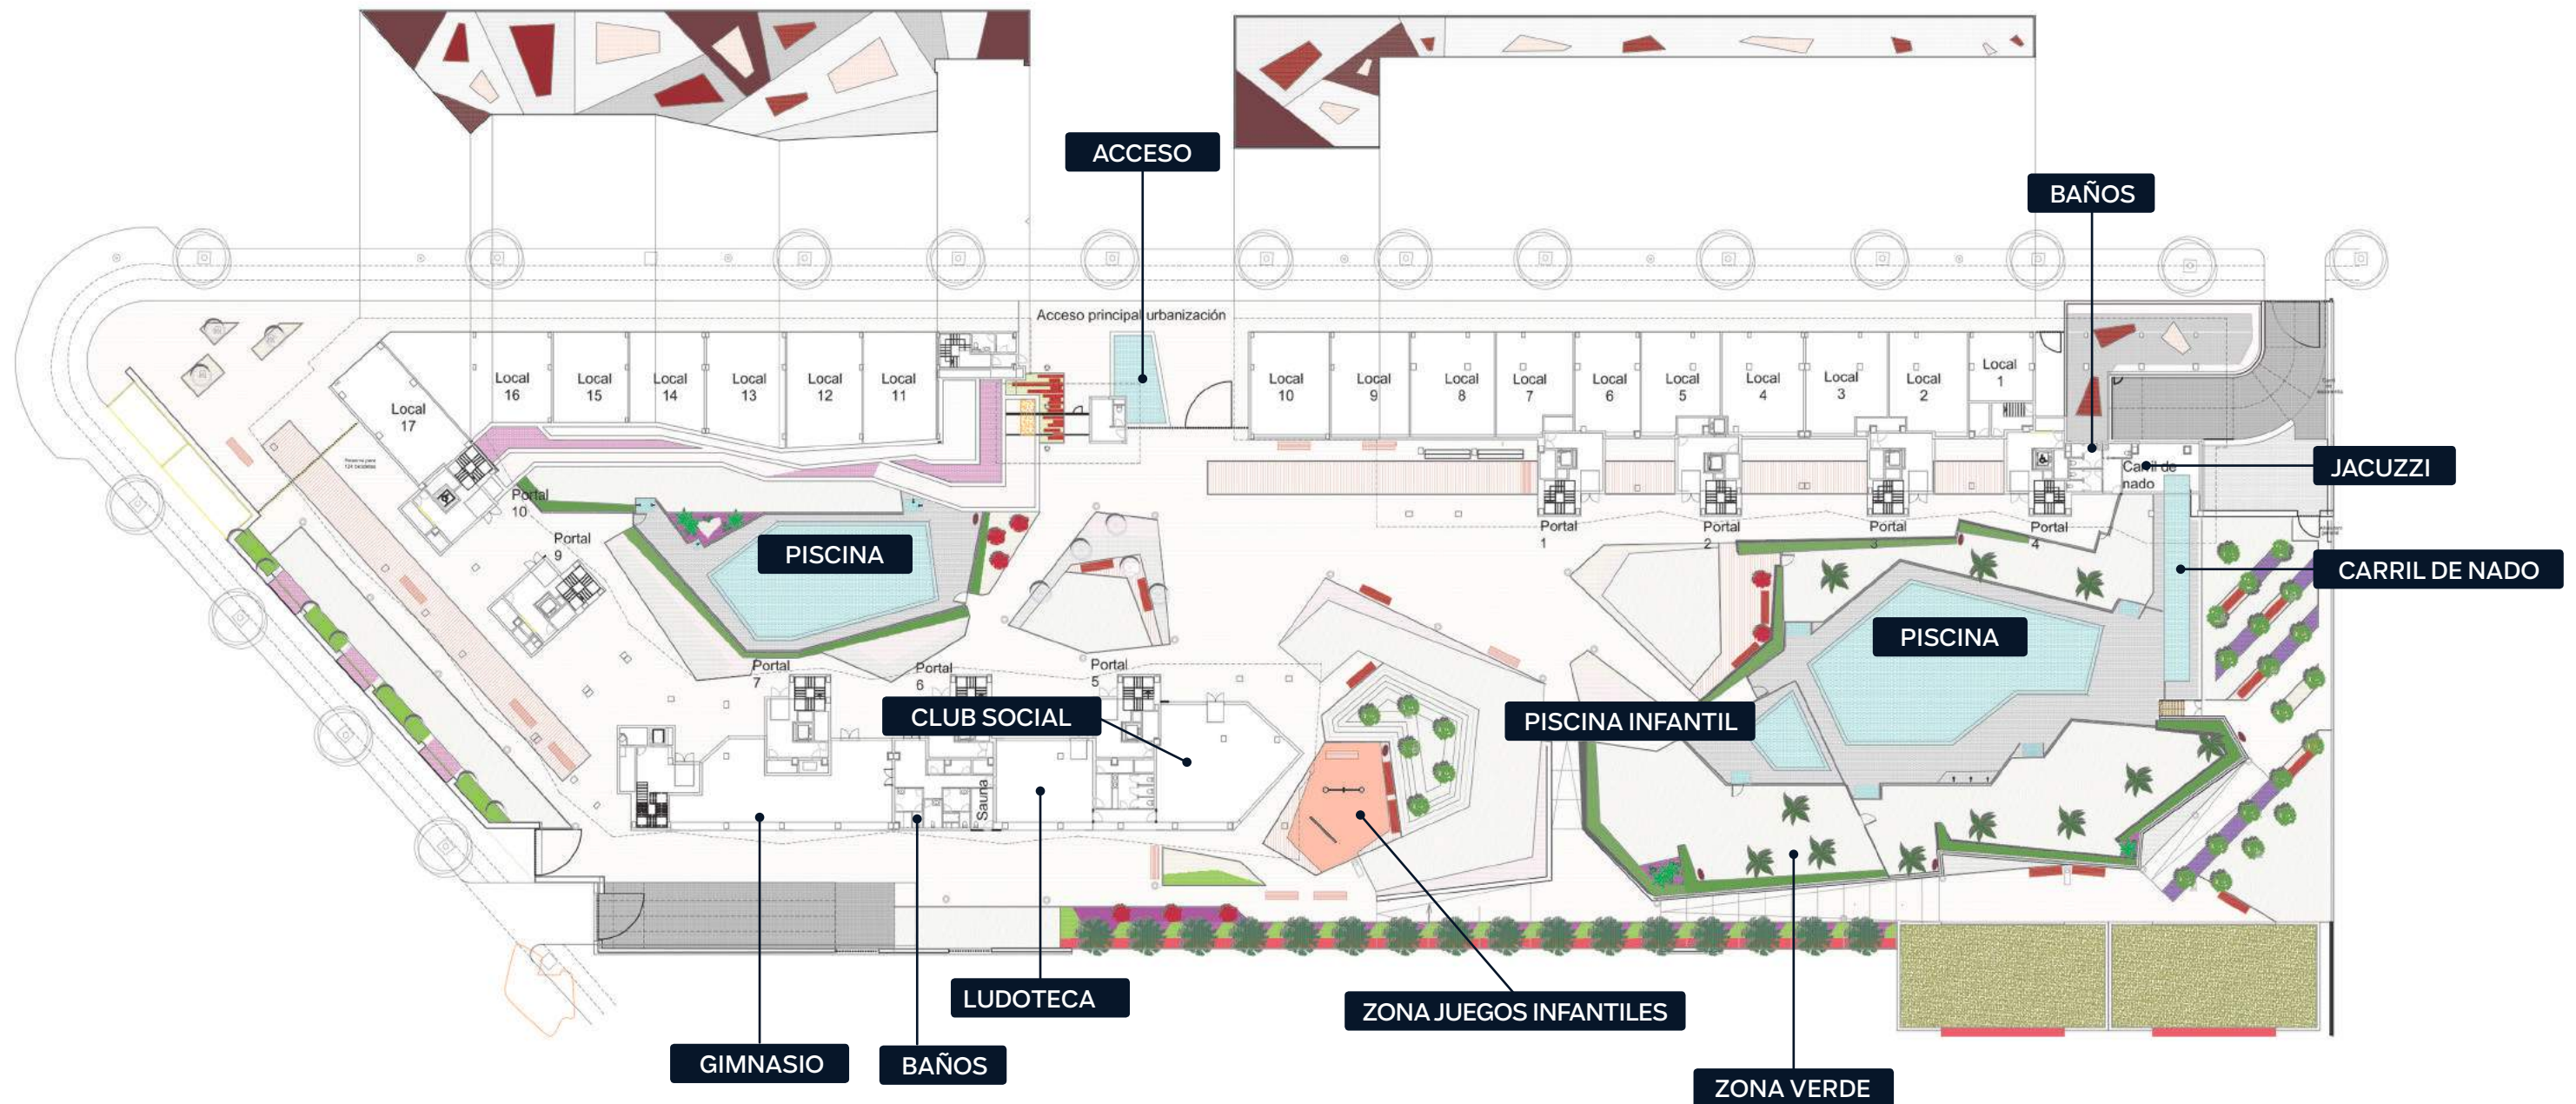 ACCESO
BAÑOS
Acceso principal urbanización
Local
17
Local
16
Local
15
Local
14
Local
13
Local
12
Local
11
Local
10
Local
9
Local
8
Local
7
Local
6
Local
5
Local
4
Local
3
Local
2
Local
1
JACUZZI
Carril de
nado
Portal
10
Portal
9
Portal
1
Portal
2
Portal
3
Portal
4
PISCINA
CARRIL DE NADO
PISCINA
Portal
7
Portal
6
Portal
5
CLUB SOCIAL
PISCINA INFANTIL
Sauna
LUDOTECA
ZONA JUEGOS INFANTILES
GIMNASIO
BAÑOS
ZONA VERDE